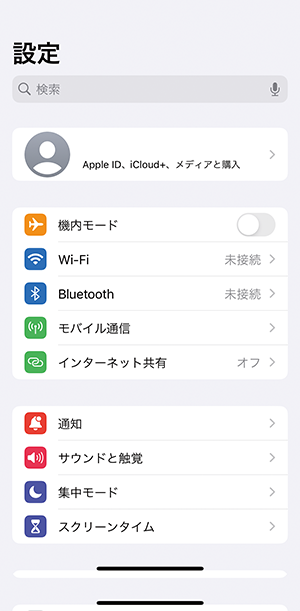 設定
検索
Apple ID、iCloud+、メディアと購入
機内モード
Wi-Fi 未接続
Bluetooth 未接続
モバイル通信
インターネット共有 オフ
通知
サウンドと触覚
集中モード
スクリーンタイム